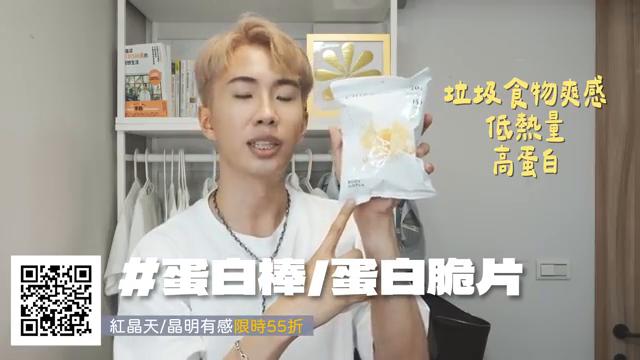 垃圾食物爽感
低熱量
高蛋白
#蛋白棒/蛋白脆片
紅晶天/晶明有感限時55折